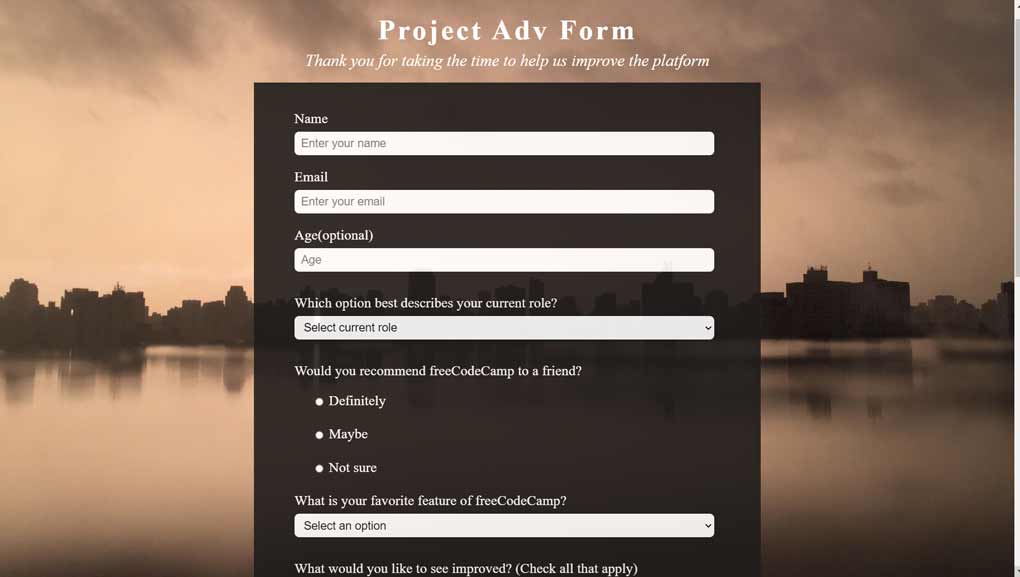 Project Adv Form
Thank you for taking the time to help us improve the platform
Name
Enter your name
Email
Enter your email
Age(optional)
Age
Which option best describes your current role?
Select current role
Would you recommend freeCodeCamp to a friend?
Definitely
Maybe
Not sure
What is your favorite feature of freeCodeCamp?
Select an option
What would you like to see improved? (Check all that apply)